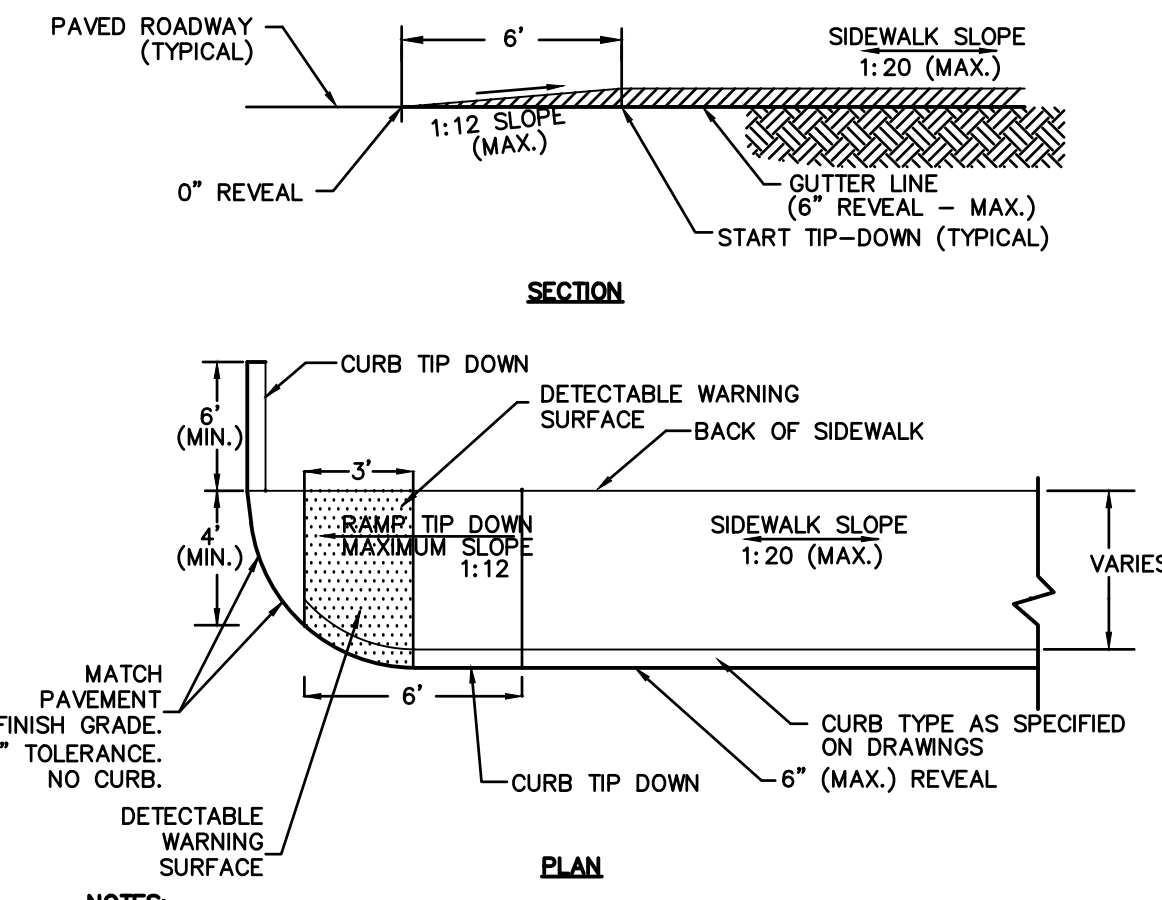 PAVED ROADWAY
(TYPICAL)
6'
SIDEWALK SLOPE
1:20 (MAX.)
1:12 SLOPE
(MAX.)
0" REVEAL
GUTTER LINE
(6" REVEAL – MAX.)
START TIP–DOWN (TYPICAL)
SECTION
CURB TIP DOWN
DETECTABLE WARNING
SURFACE
BACK OF SIDEWALK
6'
(MIN.)
3'
4'
(MIN.)
RAMP TIP DOWN
MAXIMUM SLOPE
1:12
SIDEWALK SLOPE
1:20 (MAX.)
VARIES
6'
MATCH
PAVEMENT
FINISH GRADE.
" TOLERANCE.
NO CURB.
CURB TYPE AS SPECIFIED
ON DRAWINGS
CURB TIP DOWN
6" (MAX.) REVEAL
DETECTABLE
WARNING
SURFACE
PLAN
NOTES: